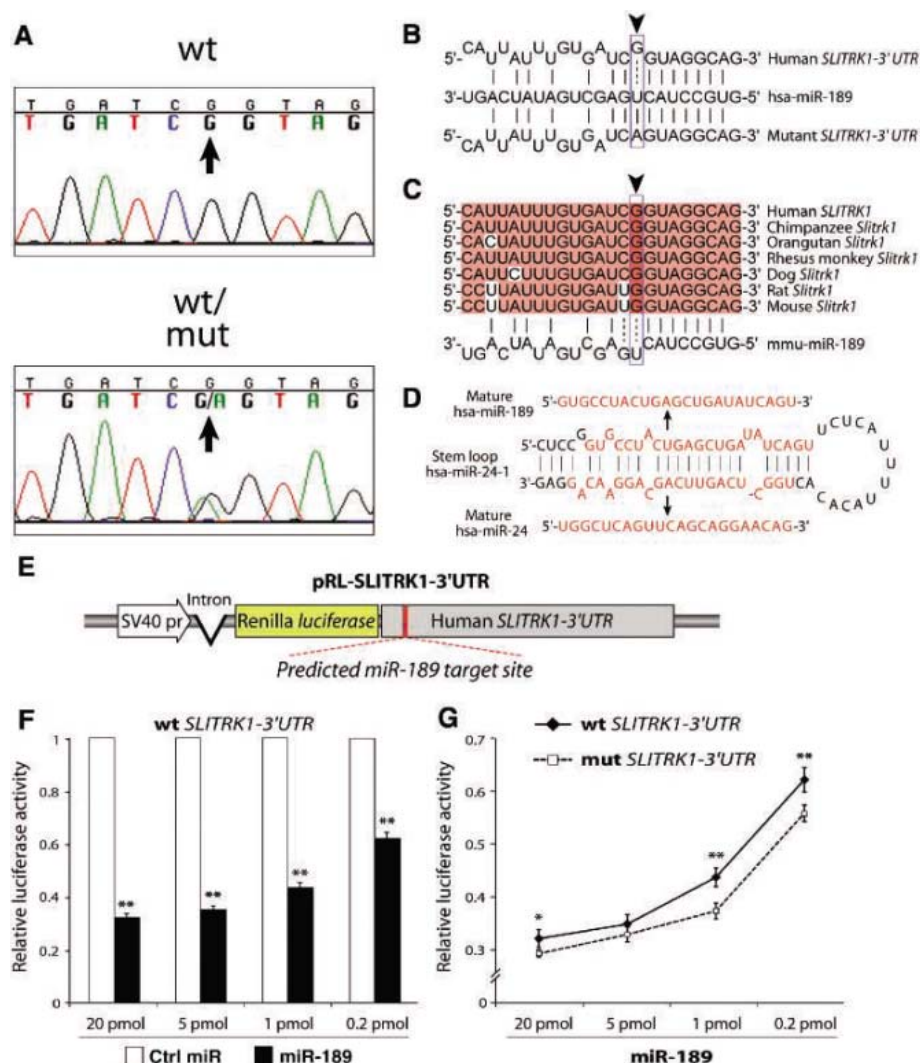 A
wt
T G A T C G G T A G
T G A T C G G T A G
wt/
mut
T G A T C G G T A G
T G A T C G/A G T A G
B
5'-CAUUAUUUGUGAUCGGUAGGCAG-3' Human SLITRK1-3' UTR
3'-UGACUAUAGUCGAGUCAUCCGUG-5' hsa-miR-189
5'-CAUUAUUUGUGAUCAGUAGGCAG-3' Mutant SLITRK1-3' UTR
C
5'-CAUUAUUUGUGAUCGGUAGGCAG-3' Human SLITRK1
5'-CAUUAUUUGUGAUCGGUAGGCAG-3' Chimpanzee Slitrk1
5'-CACUAUUUGUGAUCGGUAGGCAG-3' Orangutan Slitrk1
5'-CAUUAUUUGUGAUCGGUAGGCAG-3' Rhesus monkey Slitrk1
5'-CAUUCUUUGUGAUCGGUAGGCAG-3' Dog Slitrk1
5'-CCUUAUUUGUGAUUGGUAGGCAG-3' Rat Slitrk1
5'-CCUUAUUUGUGAUUGGUAGGCAG-3' Mouse Slitrk1
3'-UGACUAUAGUCGAGUCAUCCGUG-5' mmu-miR-189
D
Mature
hsa-miR-189
5'-GUGCCUACUGAGCUGAUAUCAGU-3'
Stem loop
hsa-miR-24-1
5'-CUCCGGUGCCUACUGAGCUGAUAUCAGUUCUCAUUUUACACA
3'-GAGGACAAGGACGACUUGACUC-GGUCA
Mature
hsa-miR-24
5'-UGGCUCAGUUCAGCAGGAACAG-3'
E
pRL-SLITRK1-3'UTR
SV40 pr
Intron
Renilla luciferase
Human SLITRK1-3'UTR
Predicted miR-189 target site
F
wt SLITRK1-3'UTR
Relative luciferase activity
1
0.8
0.6
0.4
0.2
0
**
**
**
**
20 pmol 5 pmol 1 pmol 0.2 pmol
Ctrl miR miR-189
G
wt SLITRK1-3'UTR
mut SLITRK1-3'UTR
Relative luciferase activity
0.7
0.6
0.5
0.4
0.3
0
*
**
**
20 pmol 5 pmol 1 pmol 0.2 pmol
miR-189